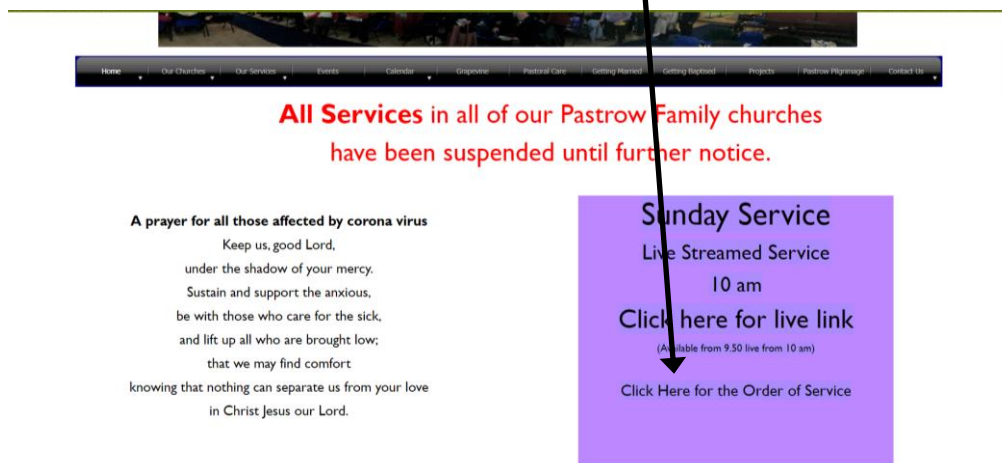 Home Our Churches Our Services Events Calendar Grapevine Pastoral Care Getting Married Getting Baptised Projects Pastrow Pilgrimage Contact Us
All Services in all of our Pastrow Family churches
have been suspended until further notice.
A prayer for all those affected by corona virus
Keep us, good Lord,
under the shadow of your mercy.
Sustain and support the anxious,
be with those who care for the sick,
and lift up all who are brought low;
that we may find comfort
knowing that nothing can separate us from your love
in Christ Jesus our Lord.
Sunday Service
Live Streamed Service
10 am
Click here for live link
(Available from 9.50 live from 10 am)
Click Here for the Order of Service